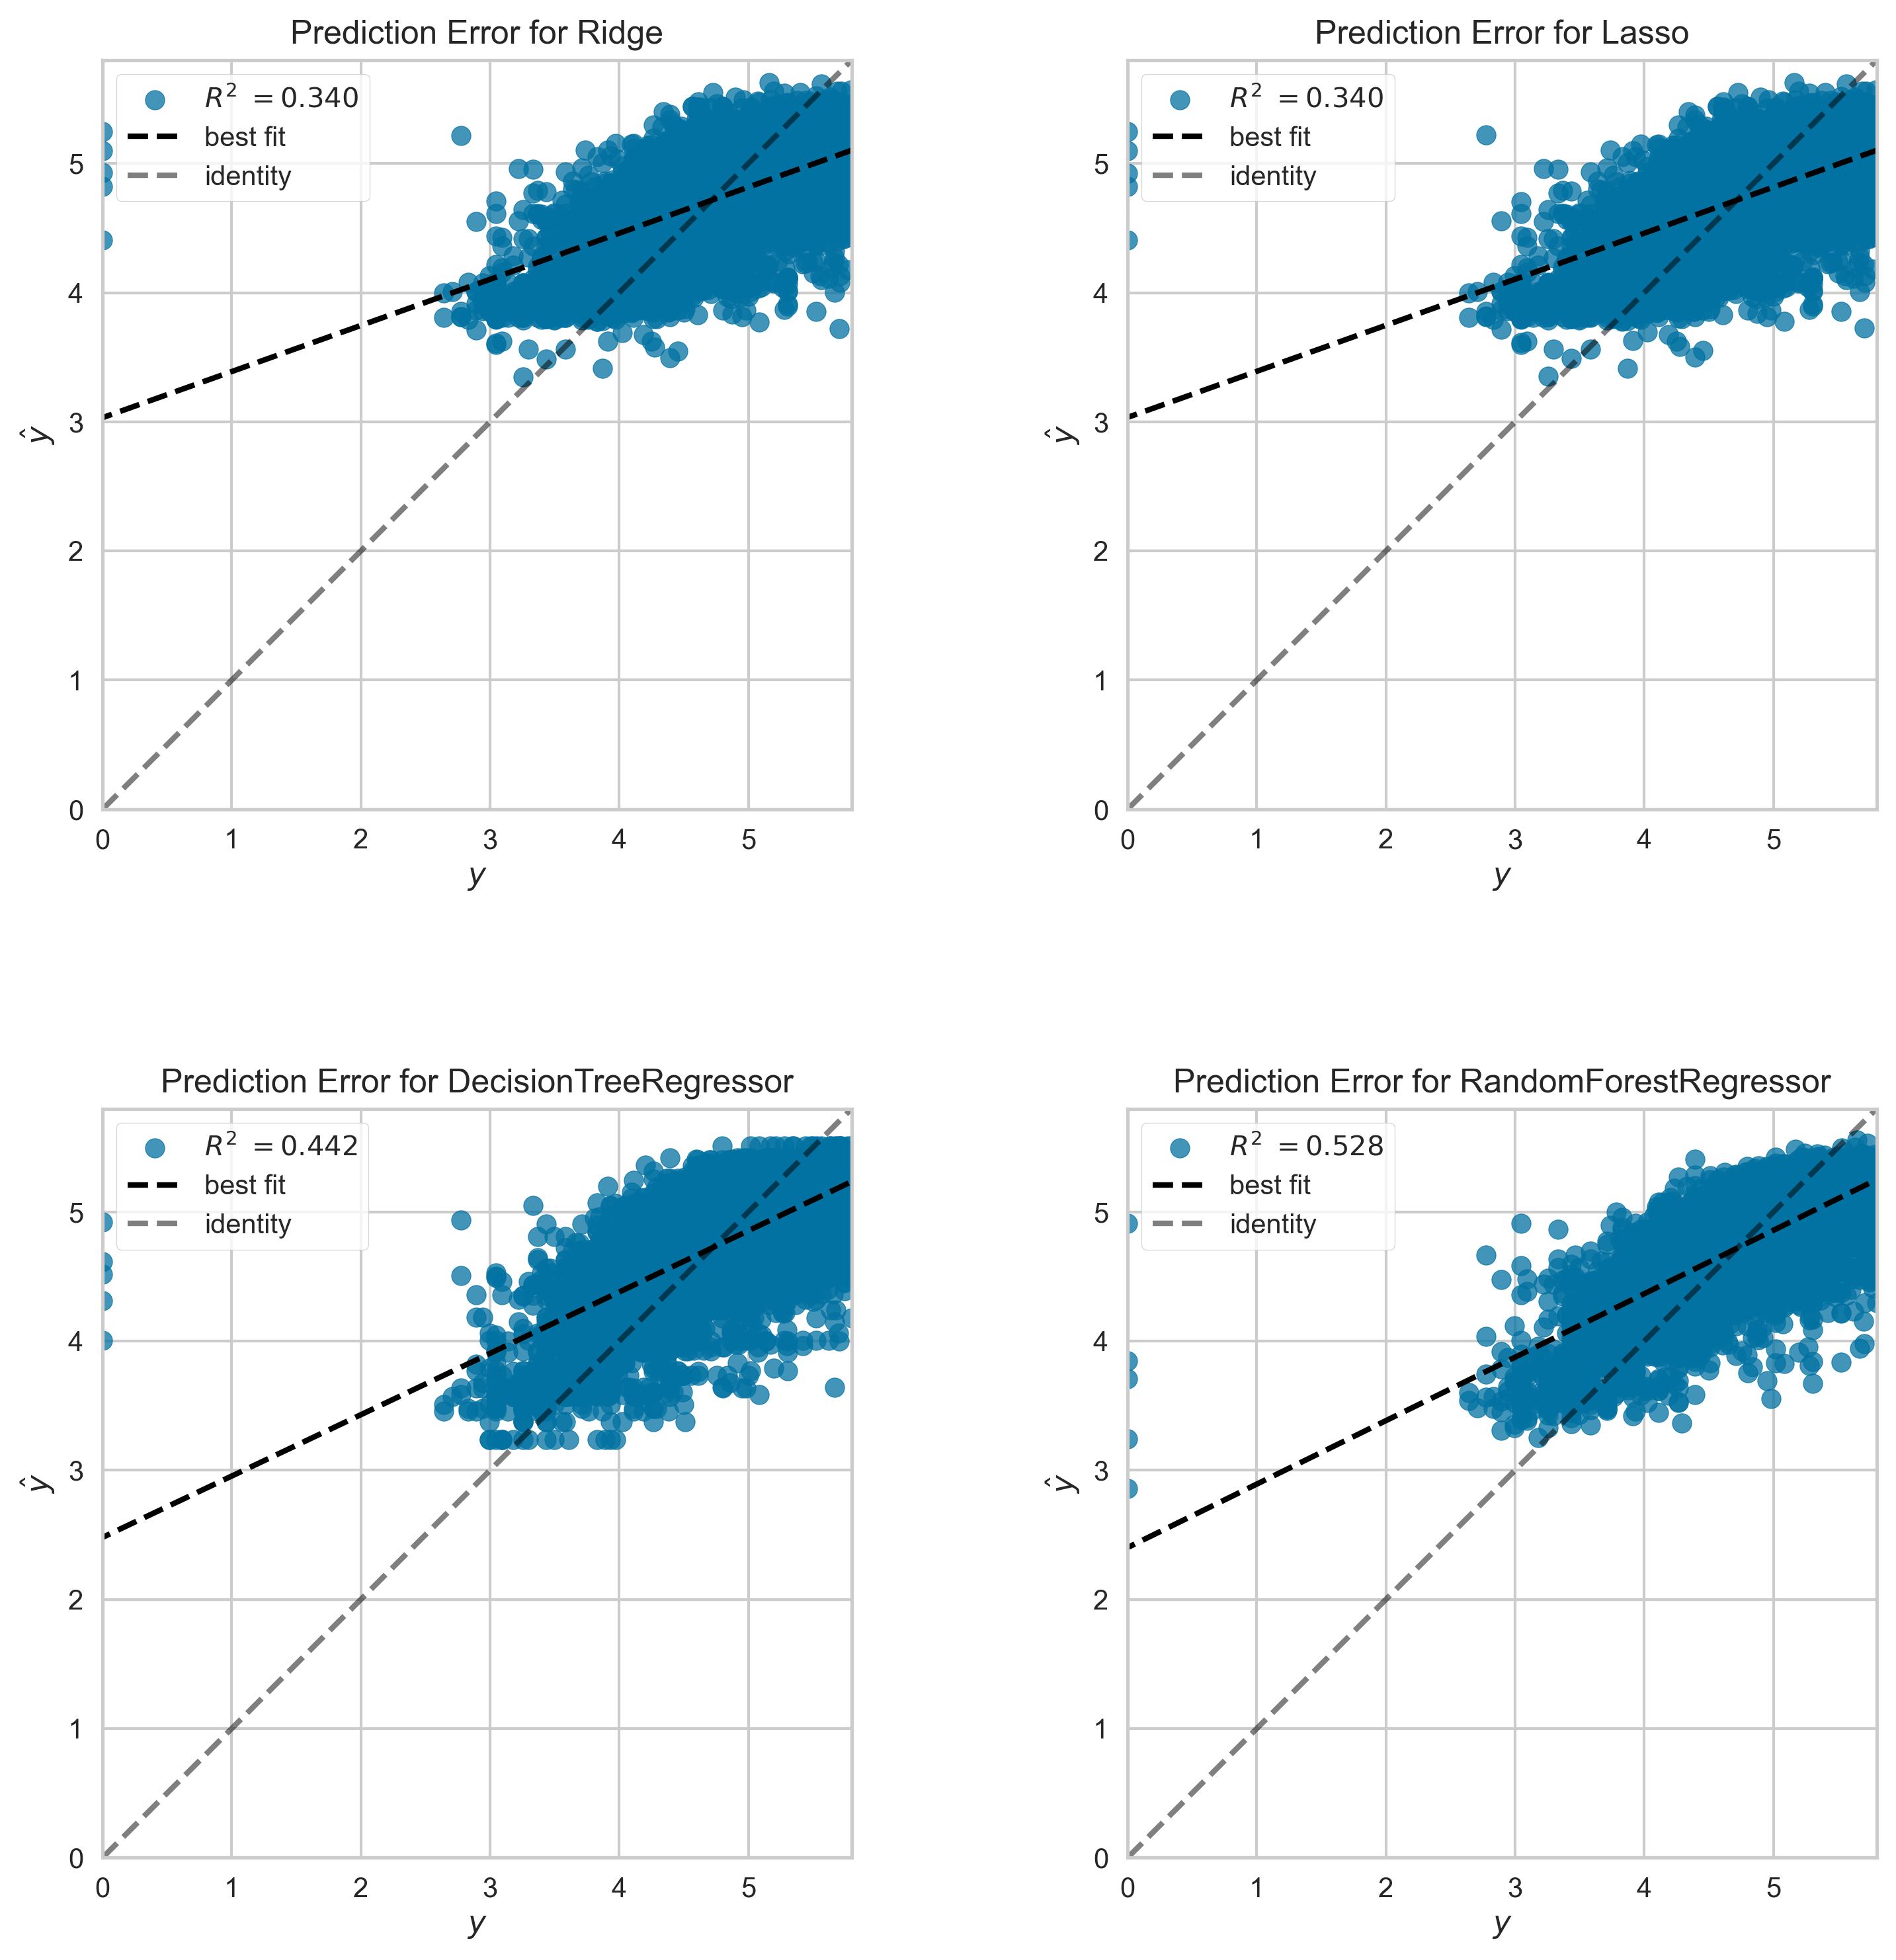 Prediction Error for Ridge
R² = 0.340
best fit
identity
5
4
3
2
1
0
0 1 2 3 4 5
ŷ
y
Prediction Error for Lasso
R² = 0.340
best fit
identity
5
4
3
2
1
0
0 1 2 3 4 5
ŷ
y
Prediction Error for DecisionTreeRegressor
R² = 0.442
best fit
identity
5
4
3
2
1
0
0 1 2 3 4 5
ŷ
y
Prediction Error for RandomForestRegressor
R² = 0.528
best fit
identity
5
4
3
2
1
0
0 1 2 3 4 5
ŷ
y